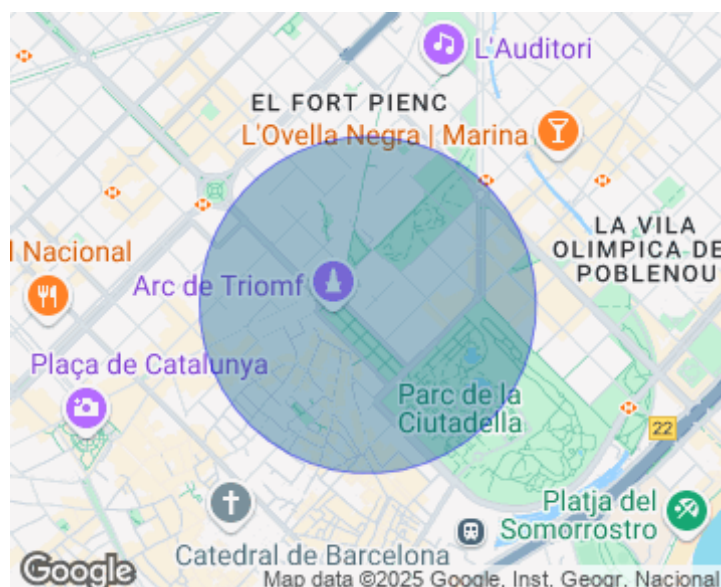 L'Auditori
EL FORT PIENC
L'Ovella Negra | Marina
LA VILA
OLIMPICA DE
POBLENOU
l Nacional
Arc de Triomf
Plaça de Catalunya
Parc de la
Ciutadella
22
Platja del
Somorrostro
Catedral de Barcelona
Google
Map data ©2025 Google, Inst. Geogr. Nacional